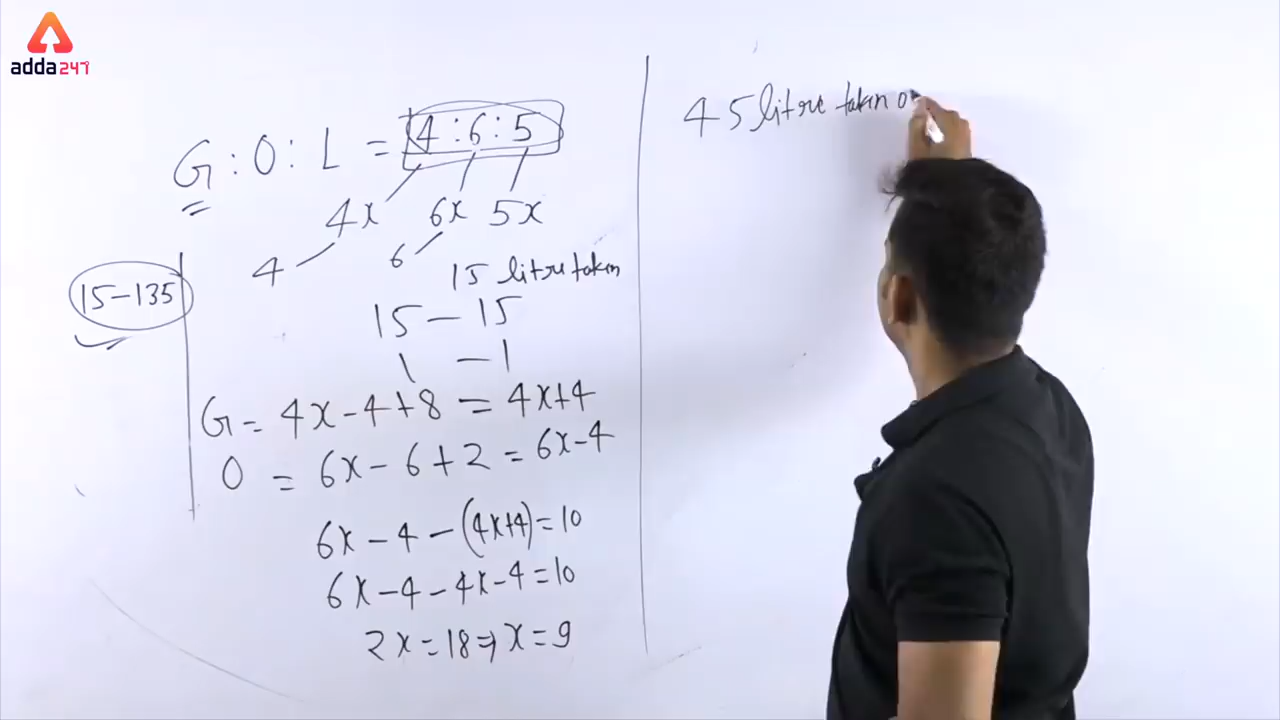 adda247
G : O : L = 4 : 6 : 5
4x 6x 5x
4 6
15 litre taken
15-135
15 - 15
1 - 1
G = 4x - 4 + 8 = 4x+4
O = 6x - 6 + 2 = 6x-4
6x - 4 - (4x+4) = 10
6x - 4 - 4x - 4 = 10
2x = 18 ⇒ x = 9
45 litre taken o